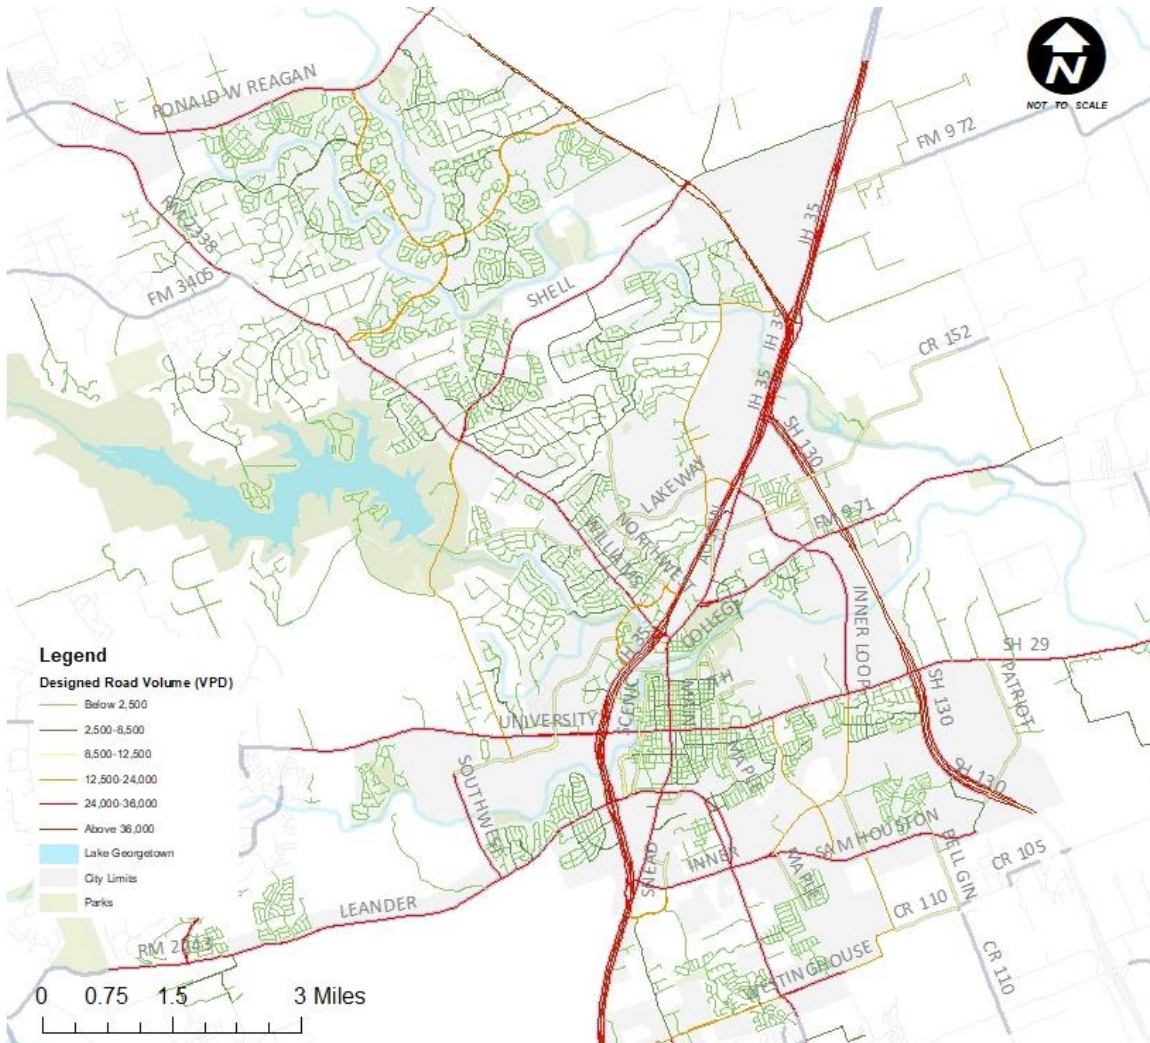 N
NOT TO SCALE
RONALD W REAGAN
FM 972
IH 35
RM 2338
FM 3405
SHELL
IH 35
CR 152
IH 35
SH 130
LAKEWAY
FM 971
NORTHWEST
WILLIAMS
AUSTIN
COLLEGE
INNER LOOP
IH 35
SH 29
PATRIOT
7TH
SCENIC
MAIN
SH 130
UNIVERSITY
MAPLE
SOUTHWEST
SH 130
SAM HOUSTON
INNER
MAPLE
BELL GIN
CR 105
SNEAD
LEANDER
CR 110
RM 2243
WESTINGHOUSE
CR 110
Legend
Designed Road Volume (VPD)
Below 2,500
2,500-8,500
8,500-12,500
12,500-24,000
24,000-36,000
Above 36,000
Lake Georgetown
City Limits
Parks
0 0.75 1.5 3 Miles